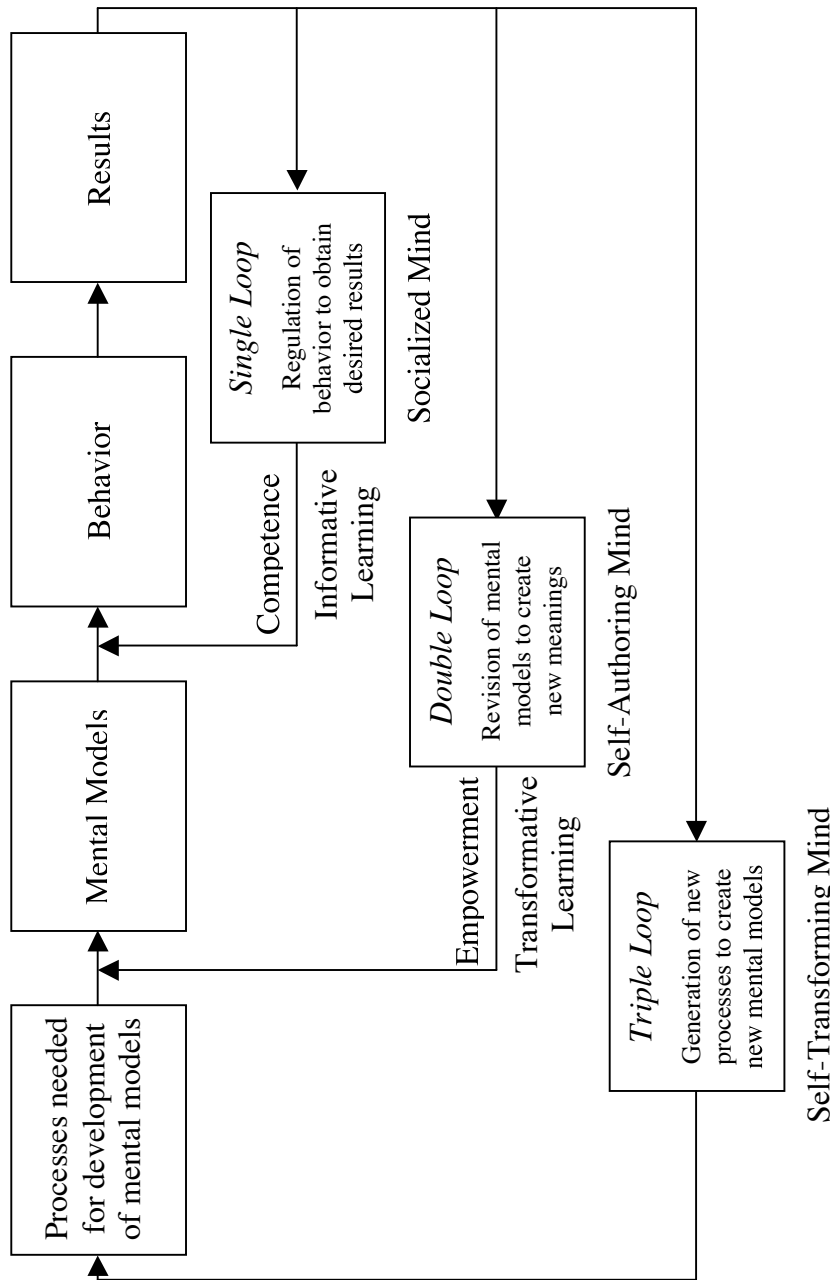 Processes needed
for development
of mental models
Mental Models
Behavior
Results
Competence
Informative
Learning
Single Loop
Regulation of
behavior to obtain
desired results
Socialized Mind
Empowerment
Transformative
Learning
Double Loop
Revision of mental
models to create
new meanings
Self-Authoring Mind
Triple Loop
Generation of new
processes to create
new mental models
Self-Transforming Mind